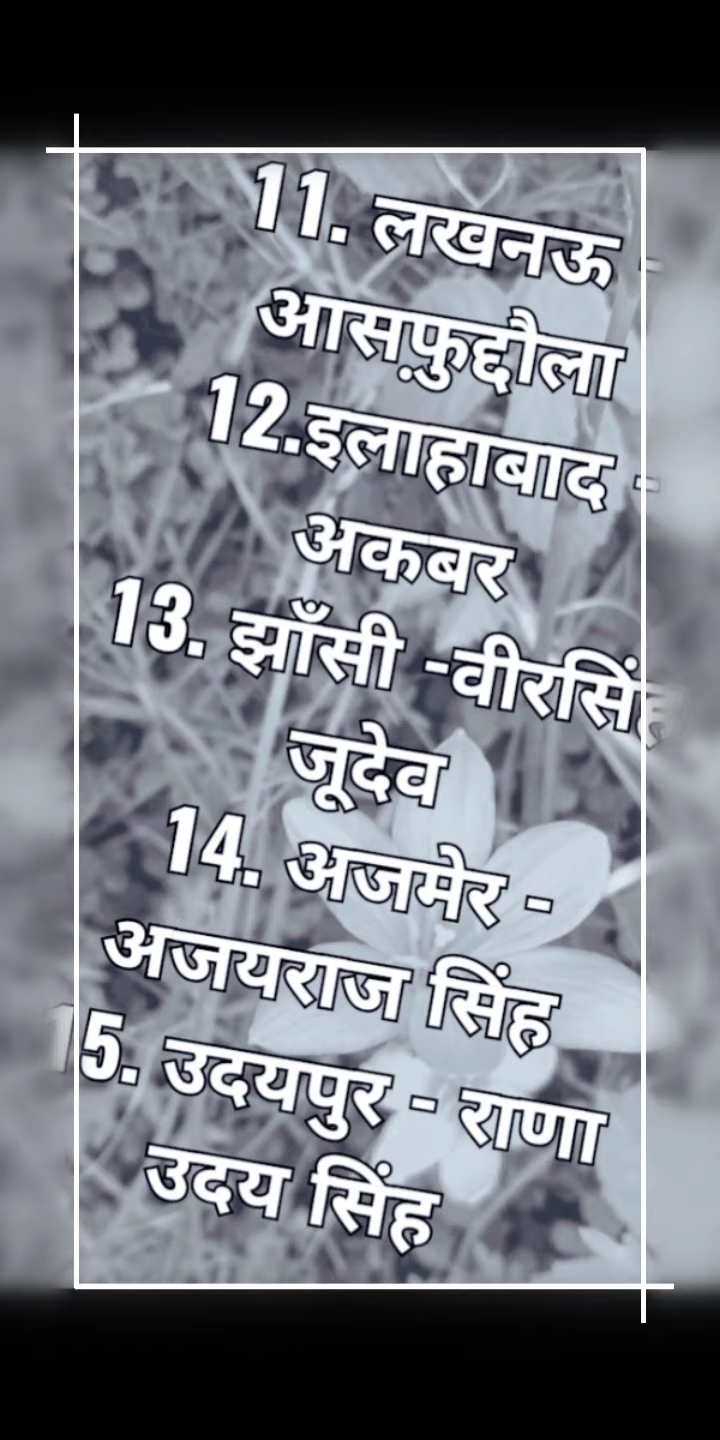 11. लखनऊ -
आसफ़ुद्दौला
12.इलाहाबाद -
अकबर
13. झाँसी -वीरसिंह
जूदेव
14. अजमेर -
अजयराज सिंह
15. उदयपुर - राणा
उदय सिंह